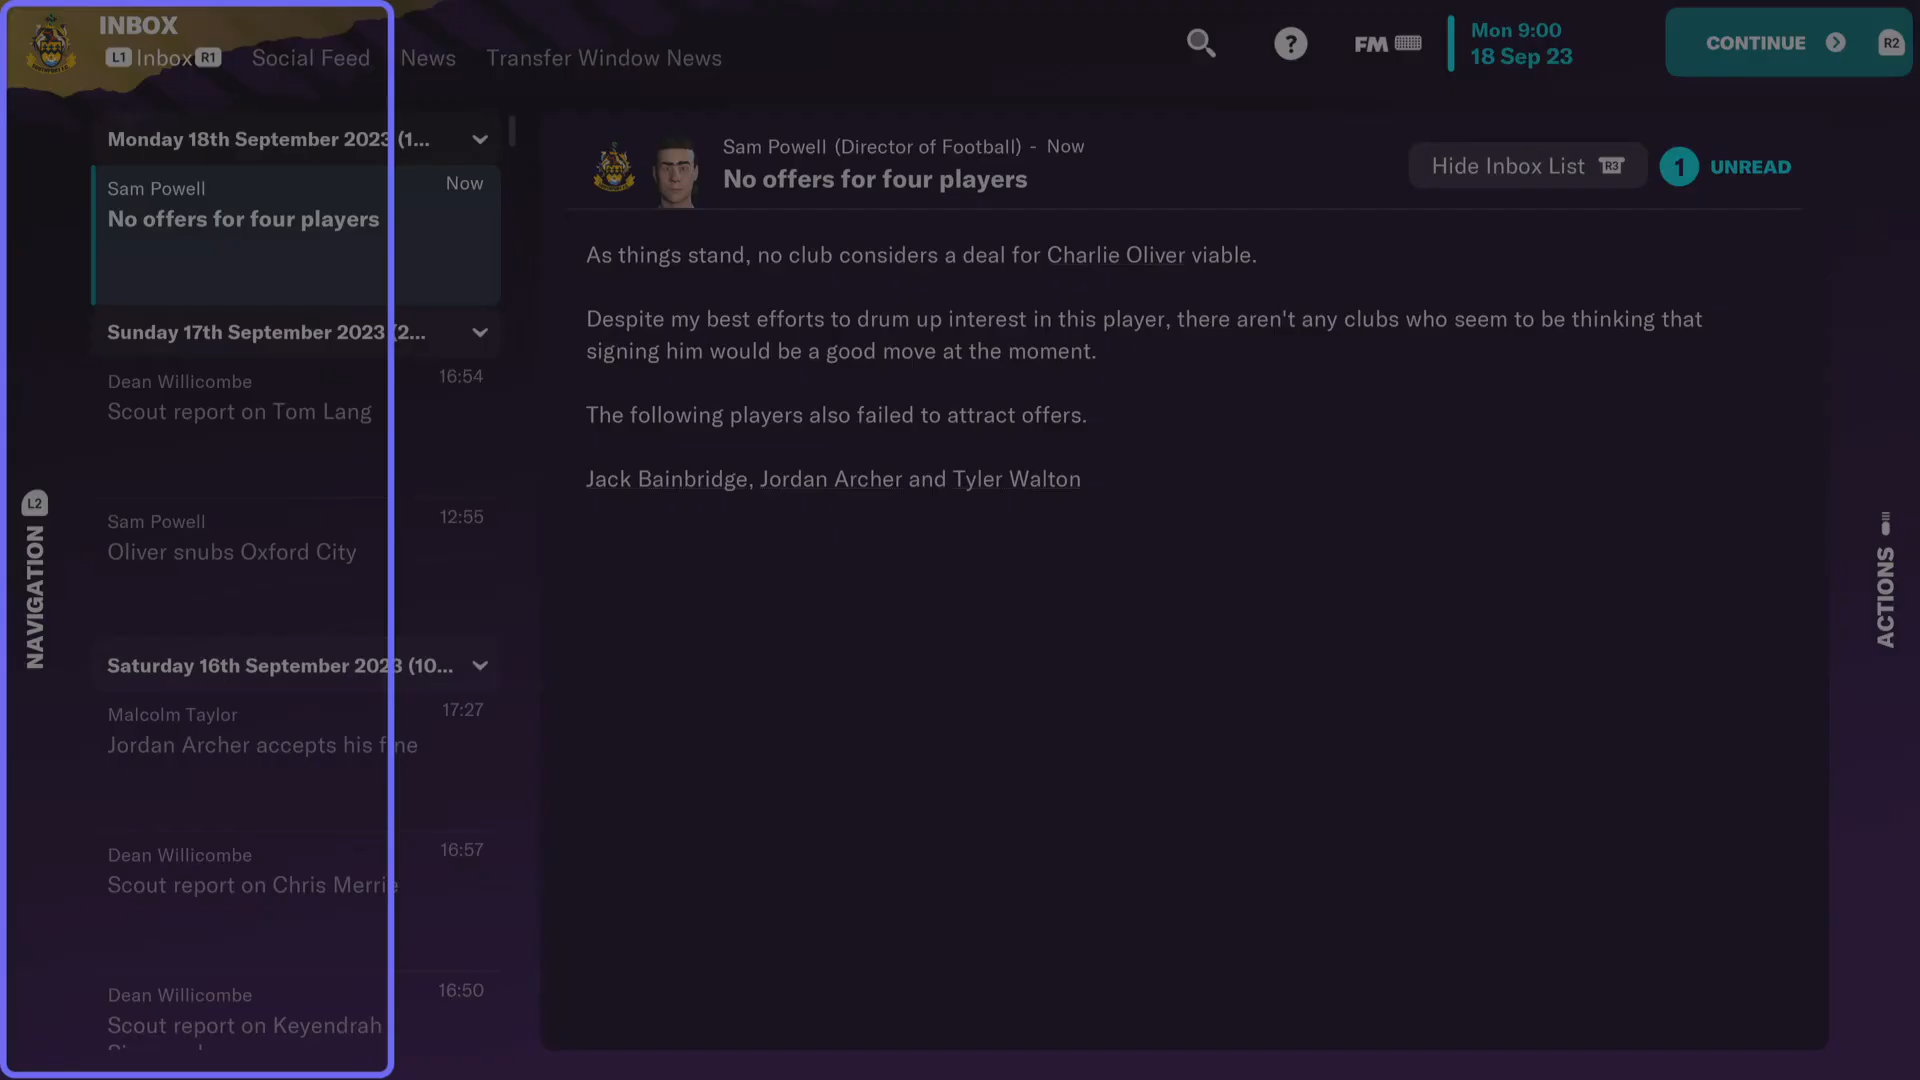 INBOX
L1 Inbox R1 Social Feed News Transfer Window News
FM
Mon 9:00
18 Sep 23
CONTINUE R2
NAVIGATION L2
Monday 18th September 2023 (1...
Sam Powell Now
No offers for four players
Sunday 17th September 2023 (2...
Dean Willicombe 16:54
Scout report on Tom Lang
Sam Powell 12:55
Oliver snubs Oxford City
Saturday 16th September 2023 (10...
Malcolm Taylor 17:27
Jordan Archer accepts his fine
Dean Willicombe 16:57
Scout report on Chris Merrie
Dean Willicombe 16:50
Scout report on Keyendrah
Sam Powell (Director of Football) - Now
No offers for four players
Hide Inbox List R3
1 UNREAD
As things stand, no club considers a deal for Charlie Oliver viable.
Despite my best efforts to drum up interest in this player, there aren't any clubs who seem to be thinking that
signing him would be a good move at the moment.
The following players also failed to attract offers.
Jack Bainbridge, Jordan Archer and Tyler Walton
ACTIONS